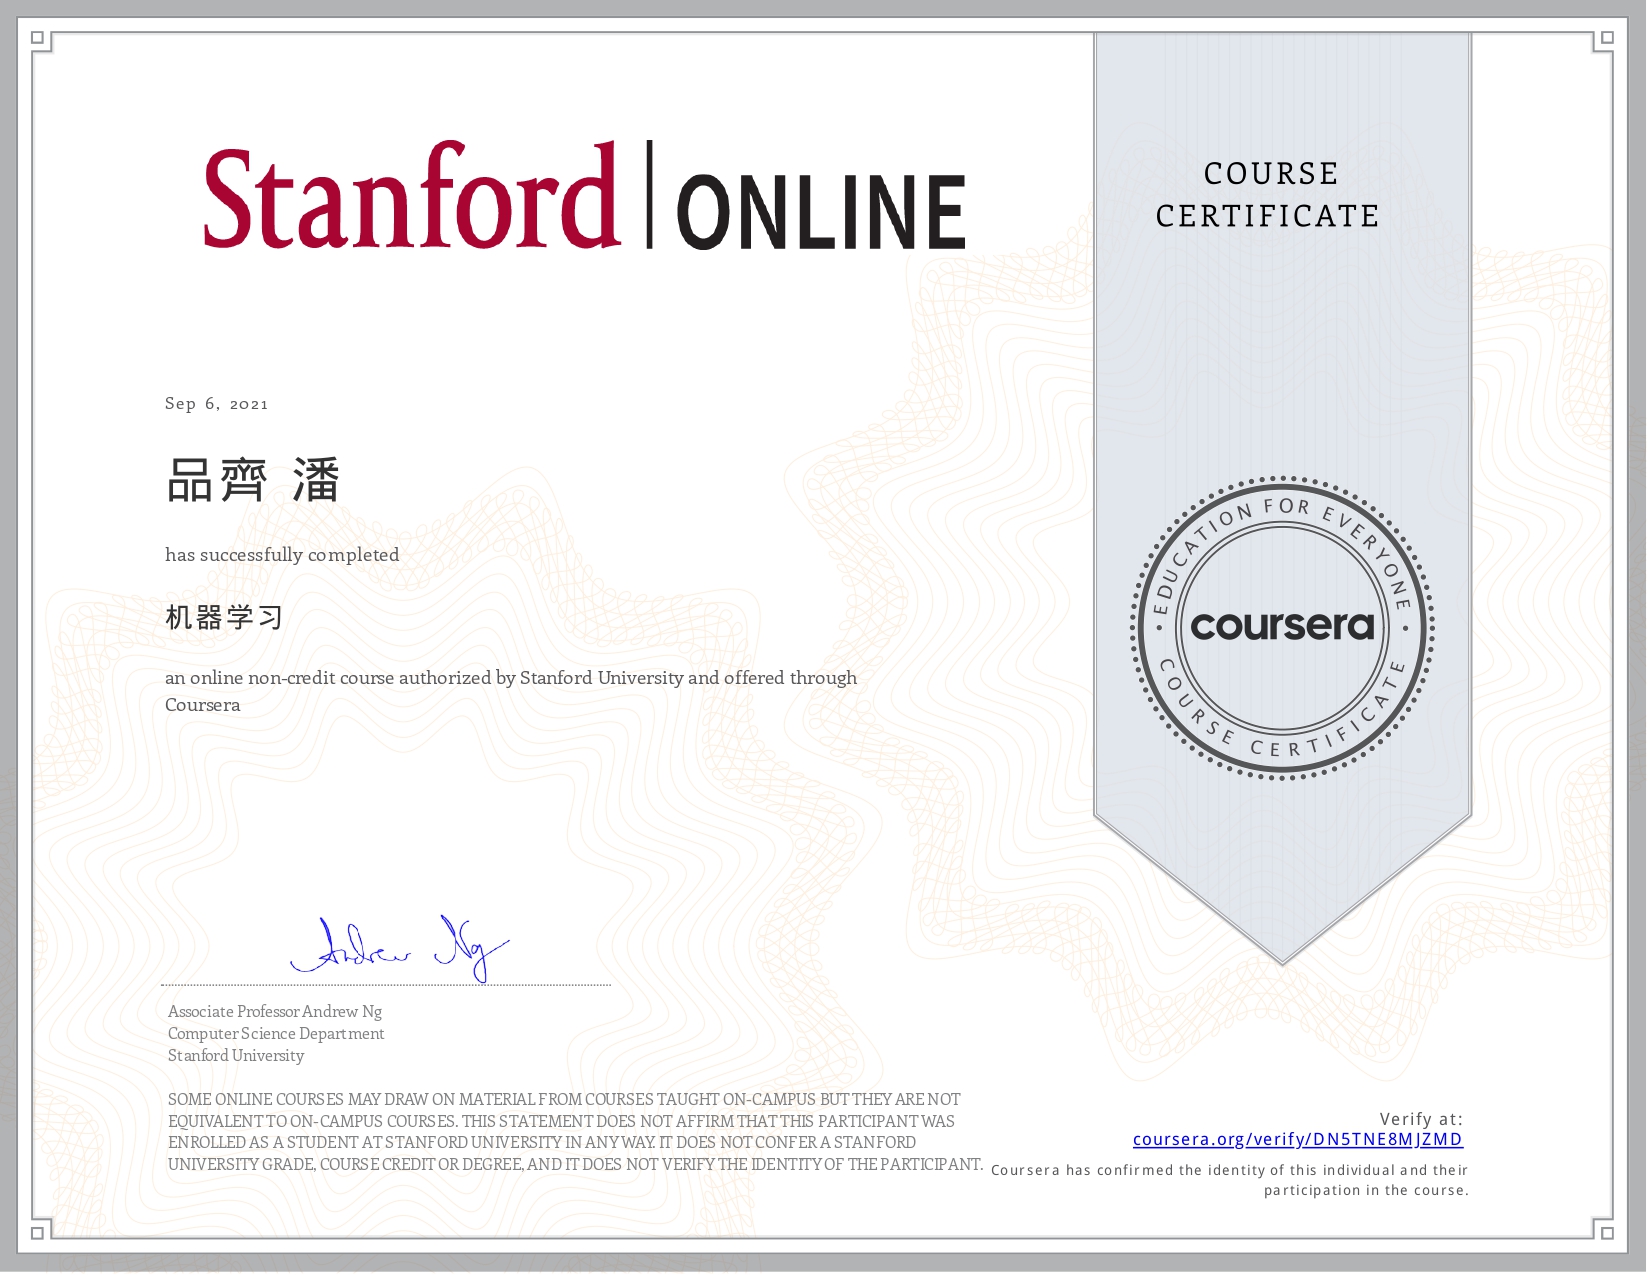 Stanford | ONLINE
COURSE
CERTIFICATE
Sep 6, 2021
品齊 潘
has successfully completed
机器学习
an online non-credit course authorized by Stanford University and offered through
Coursera
EDUCATION FOR EVERYONE
coursera
COURSE CERTIFICATE
Andrew Ng
Associate Professor Andrew Ng
Computer Science Department
Stanford University
SOME ONLINE COURSES MAY DRAW ON MATERIAL FROM COURSES TAUGHT ON-CAMPUS BUT THEY ARE NOT
EQUIVALENT TO ON-CAMPUS COURSES. THIS STATEMENT DOES NOT AFFIRM THAT THIS PARTICIPANT WAS
ENROLLED AS A STUDENT AT STANFORD UNIVERSITY IN ANY WAY. IT DOES NOT CONFER A STANFORD
UNIVERSITY GRADE, COURSE CREDIT OR DEGREE, AND IT DOES NOT VERIFY THE IDENTITY OF THE PARTICIPANT.
Verify at:
coursera.org/verify/DN5TNE8MJZMD
Coursera has confirmed the identity of this individual and their
participation in the course.